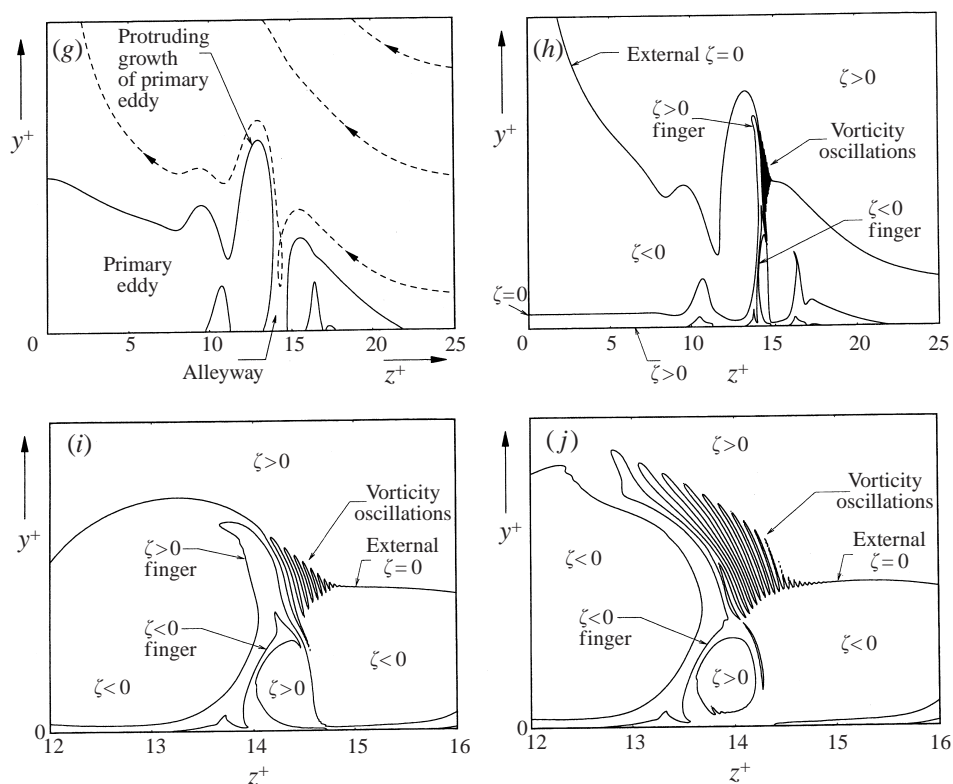 (g)
Protruding
growth
of primary
eddy
y+
Primary
eddy
0
5
10
15
20
25
Alleyway
z+
(h)
External ζ=0
ζ>0
y+
ζ>0
finger
Vorticity
oscillations
ζ<0
finger
ζ<0
ζ=0
0
5
10
15
20
25
ζ>0
z+
(i)
ζ>0
Vorticity
oscillations
y+
ζ>0
finger
External
ζ=0
ζ<0
finger
ζ<0
ζ>0
ζ<0
0
12
13
14
15
16
z+
(j)
ζ>0
Vorticity
oscillations
y+
External
ζ=0
ζ<0
ζ<0
finger
ζ<0
ζ>0
0
12
13
14
15
16
z+